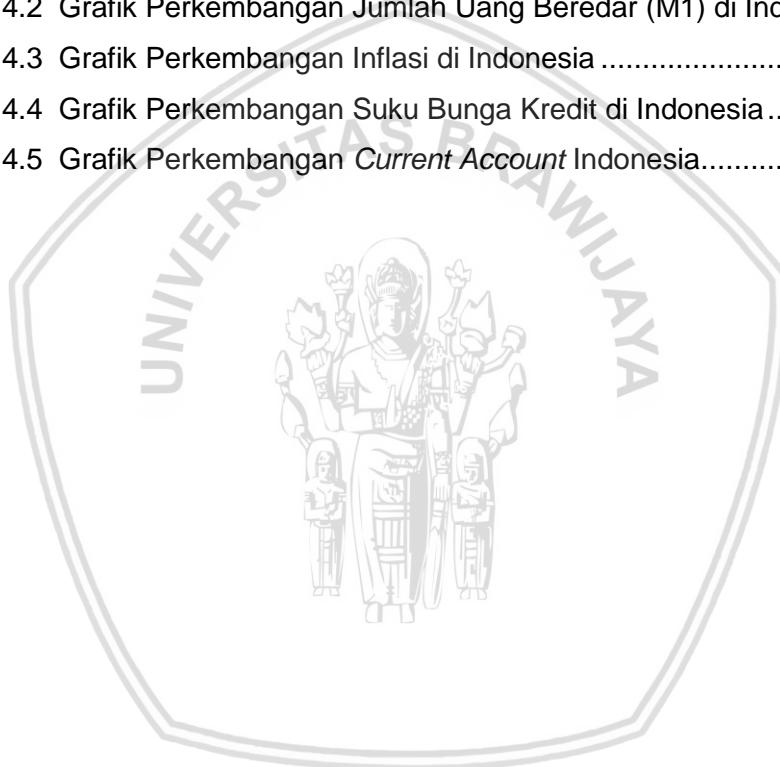 4.2 Grafik Perkembangan Jumlah Uang Beredar (M1) di Ind
4.3 Grafik Perkembangan Inflasi di Indonesia ......................
4.4 Grafik Perkembangan Suku Bunga Kredit di Indonesia ..
4.5 Grafik Perkembangan Current Account Indonesia..........
UNIVERSITAS BRAWIJAYA